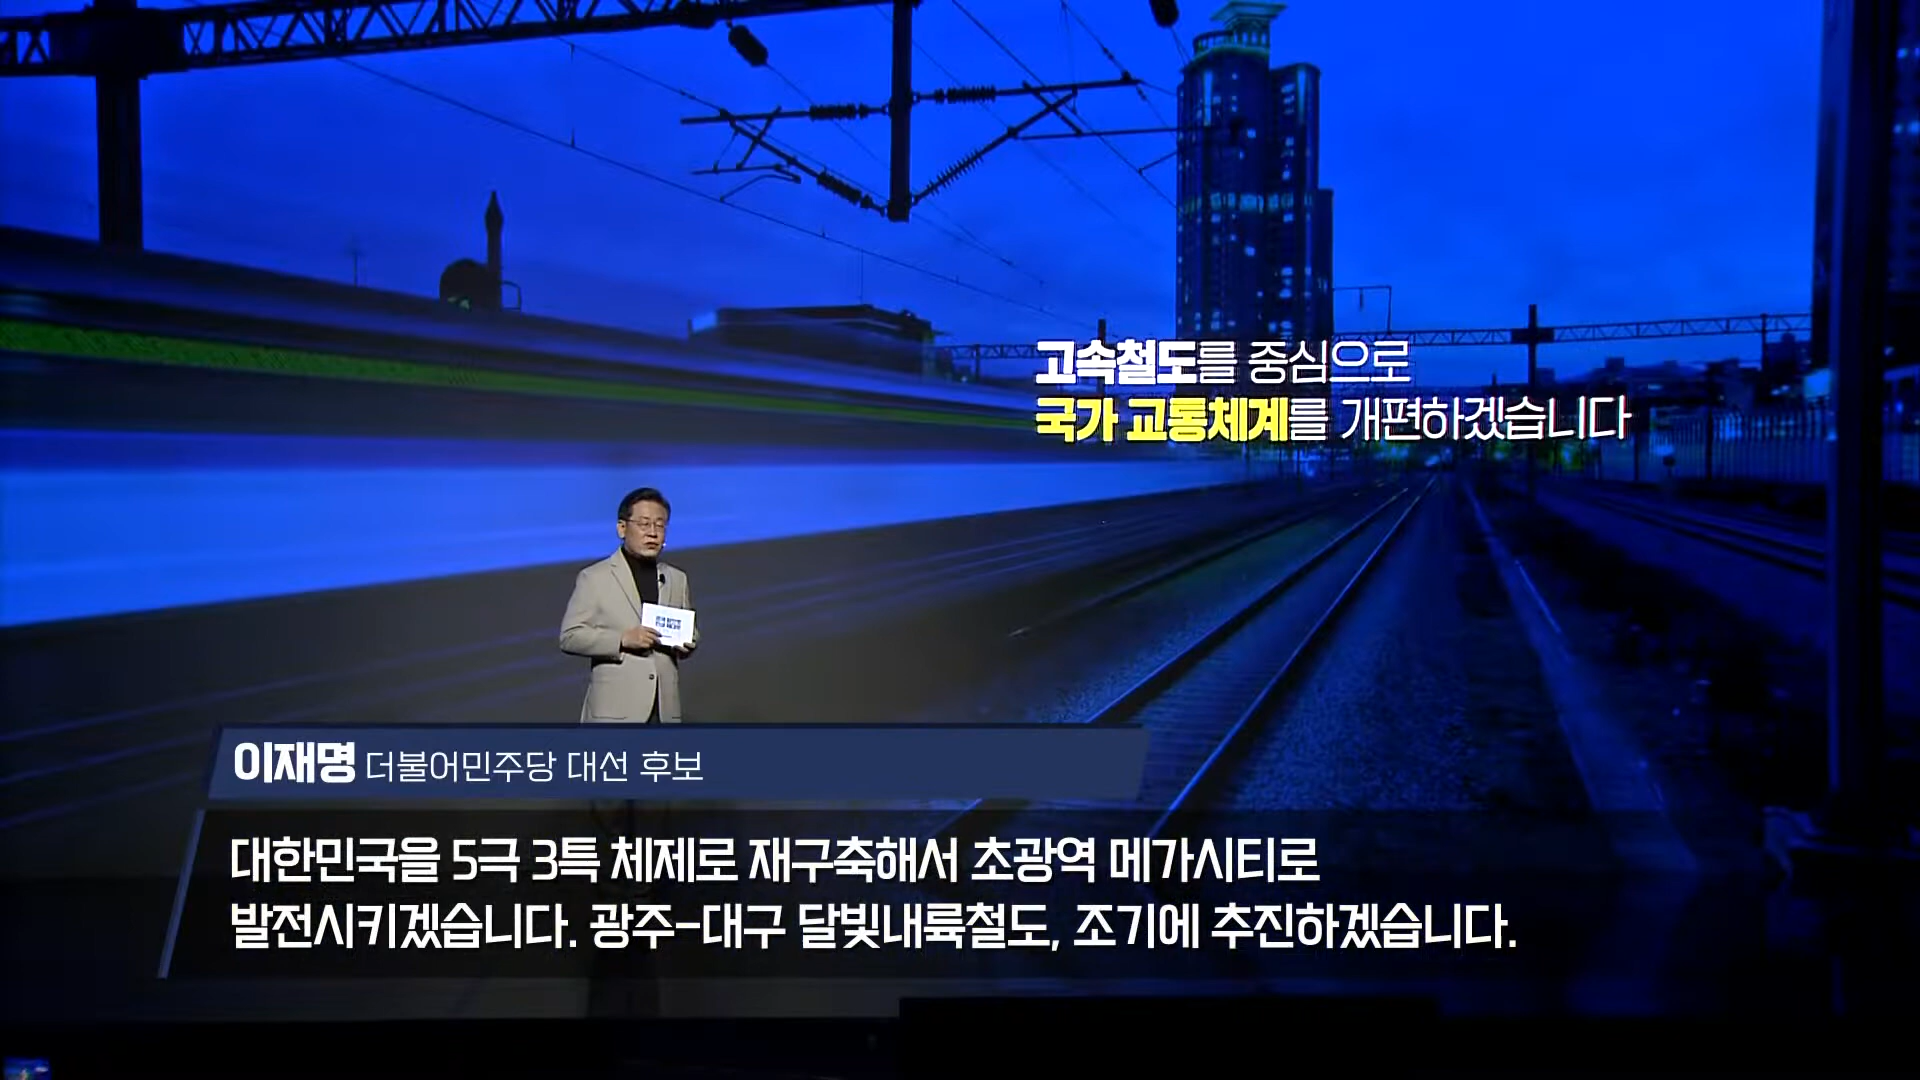 고속철도를 중심으로
국가 교통체계를 개편하겠습니다
이재명 더불어민주당 대선 후보
대한민국을 5극 3특 체제로 재구축해서 초광역 메가시티로
발전시키겠습니다. 광주-대구 달빛내륙철도, 조기에 추진하겠습니다.